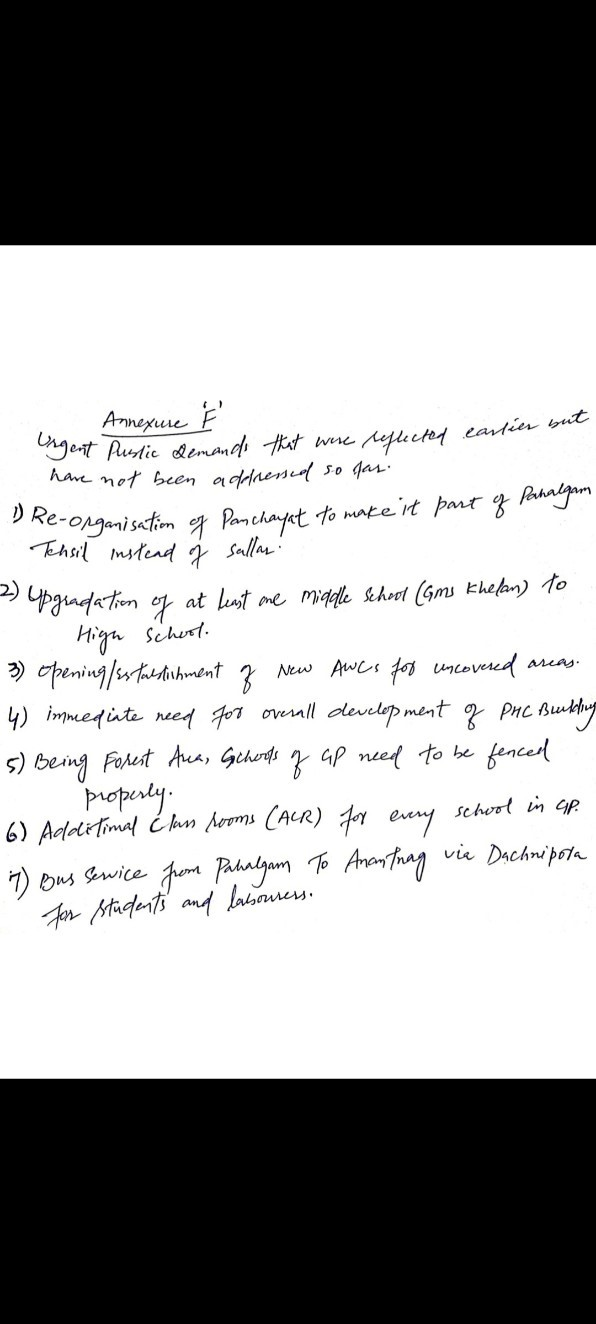 Annexure 'F'
Urgent Public demands that were reflected earlier but
have not been addressed so far.
1) Re-organisation of Panchayat to make it part of Pahalgam
Tehsil instead of Sallar.
2) Upgradation of at least one middle school (GMS Khelan) to
High School.
3) Opening/Establishment of New AWCs for uncovered areas.
4) immediate need for overall development of PHC Building
5) Being Forest Area, Schools of GP need to be fenced
properly.
6) Additional Class rooms (ACR) for every school in GP.
7) Bus Service from Pahalgam To Anantnag via Dachnipora
for students and labourers.